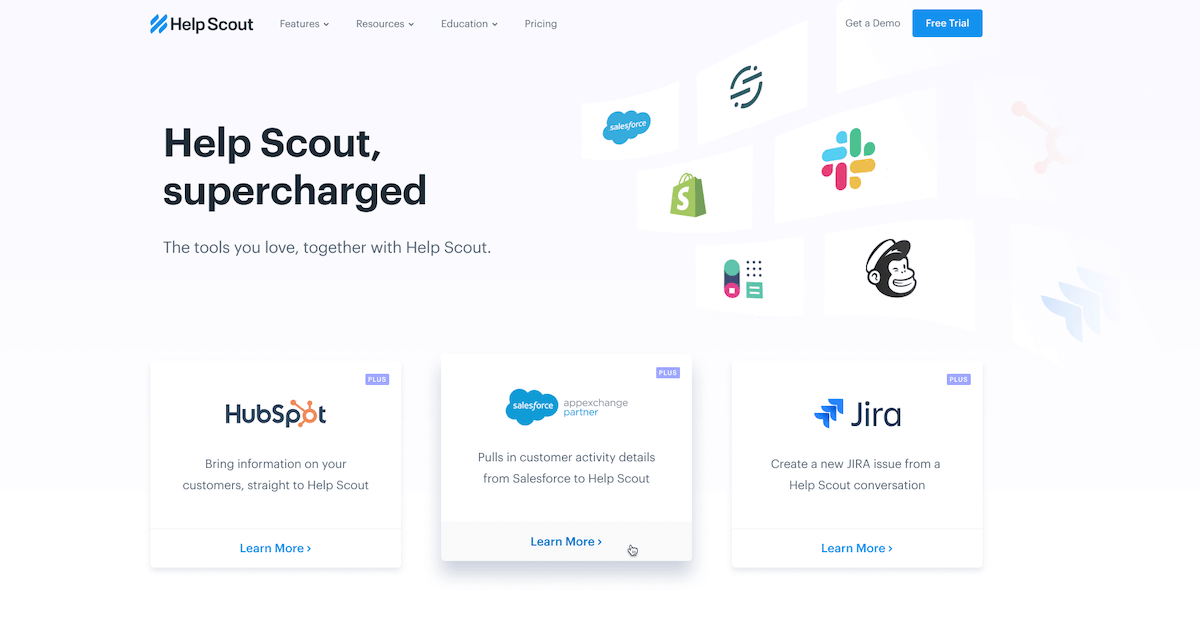 Help Scout
Features
Resources
Education
Pricing
Get a Demo
Free Trial
Help Scout,
supercharged
The tools you love, together with Help Scout.
salesforce
S
PLUS
HubSpot
Bring information on your
customers, straight to Help Scout
Learn More ›
PLUS
salesforce
appexchange
partner
Pulls in customer activity details
from Salesforce to Help Scout
Learn More ›
PLUS
Jira
Create a new JIRA issue from a
Help Scout conversation
Learn More ›